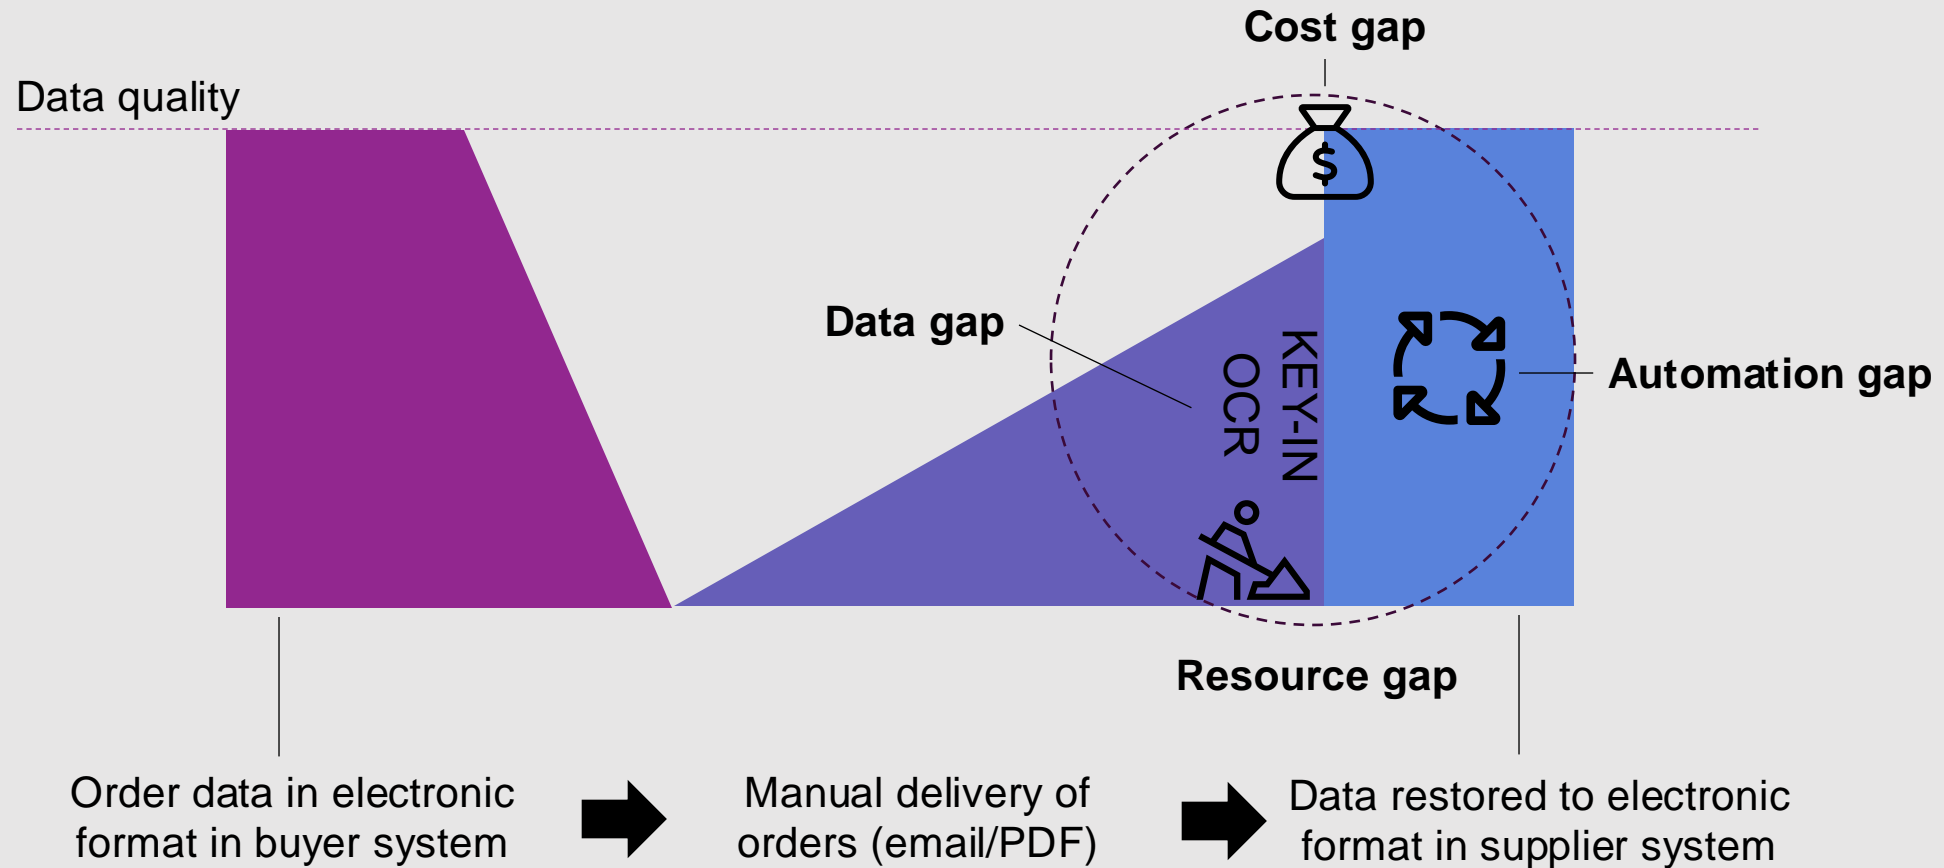 Cost gap
Data quality
$
Data gap
KEY-IN
OCR
Automation gap
Resource gap
Order data in electronic
format in buyer system
Manual delivery of
orders (email/PDF)
Data restored to electronic
format in supplier system